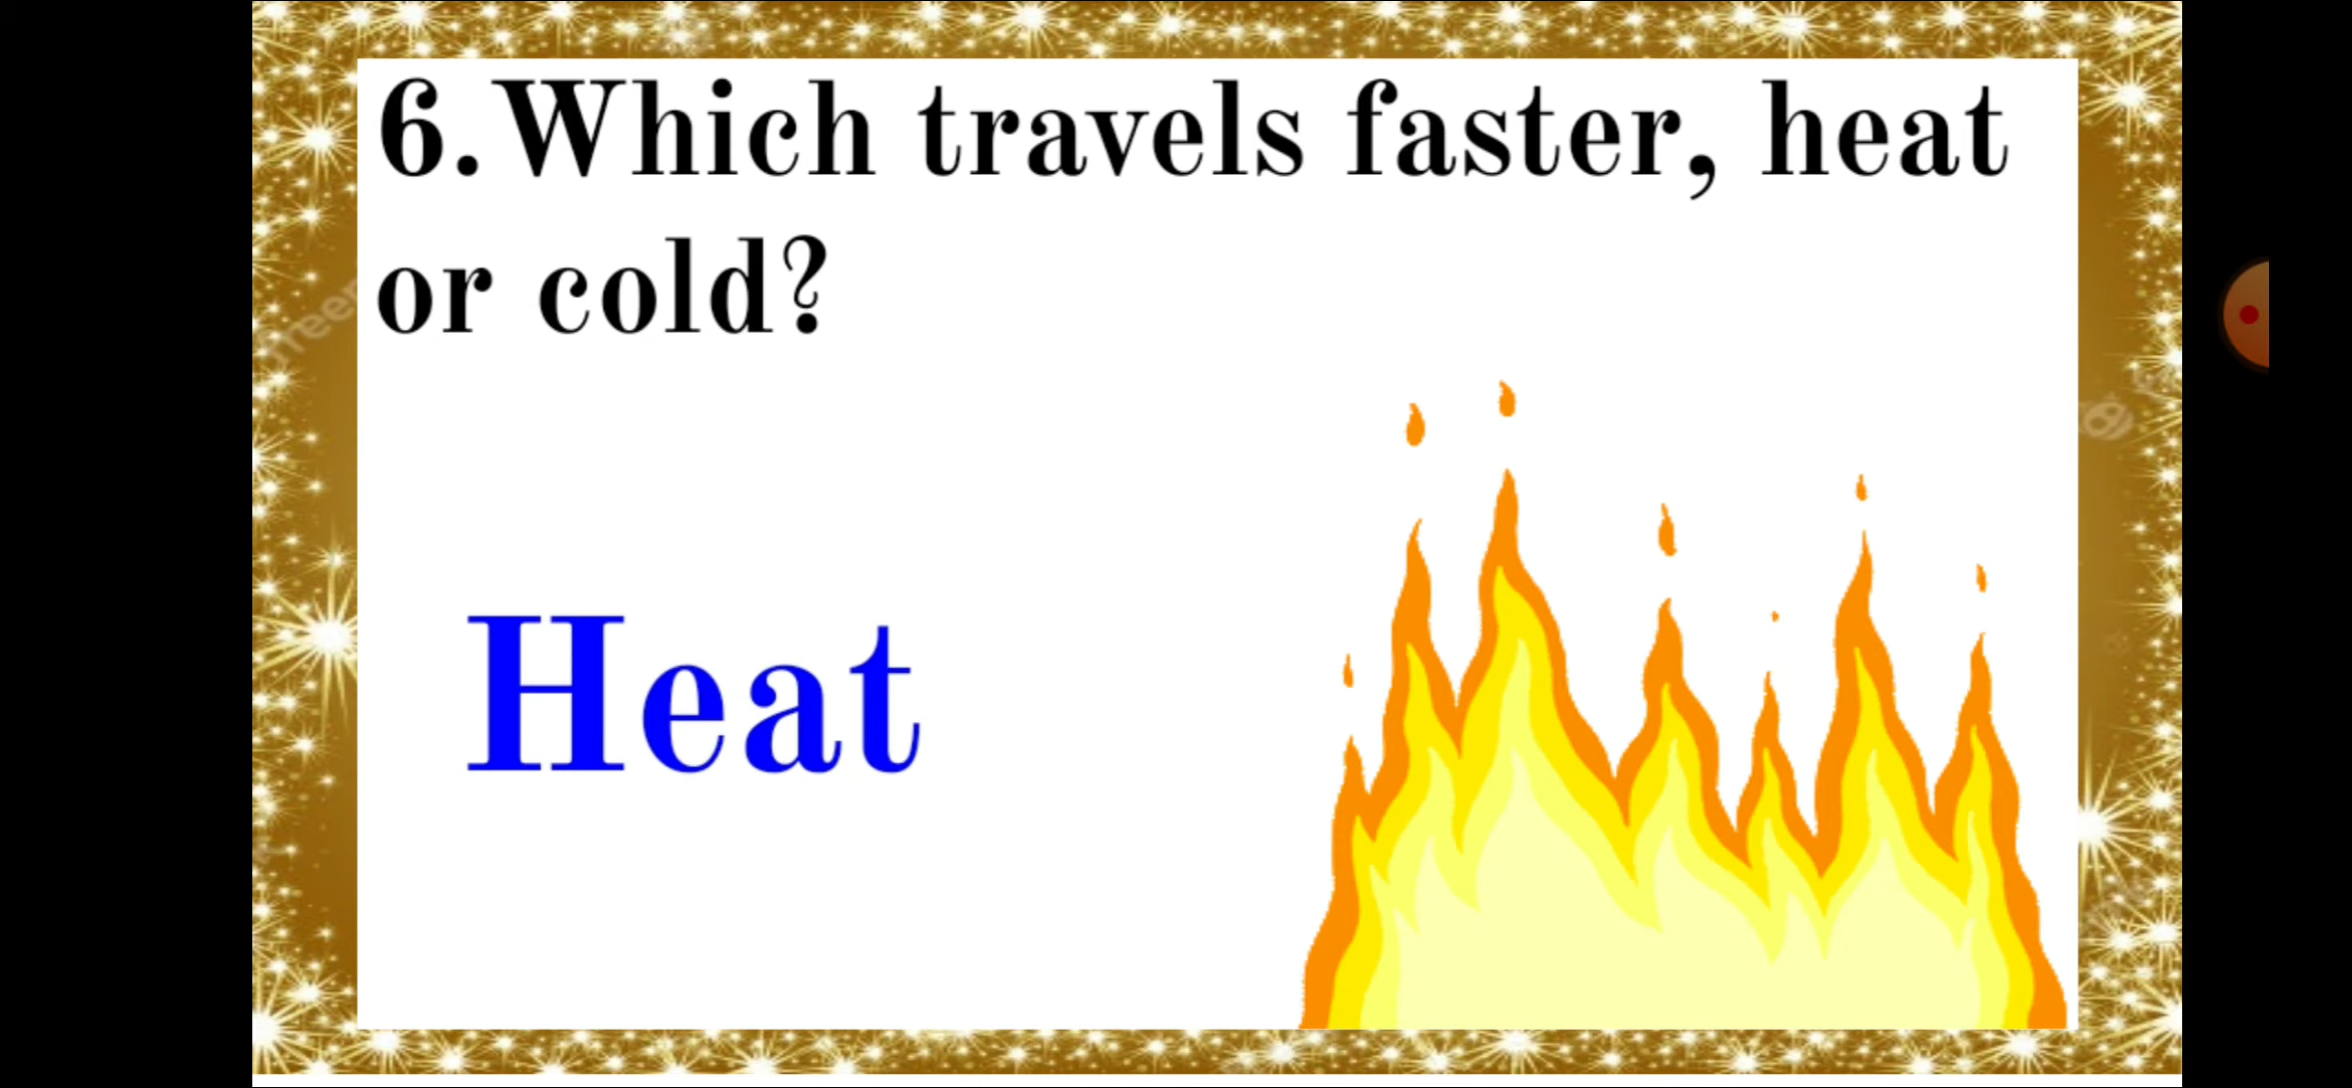 6.Which travels faster, heat
or cold?
Heat